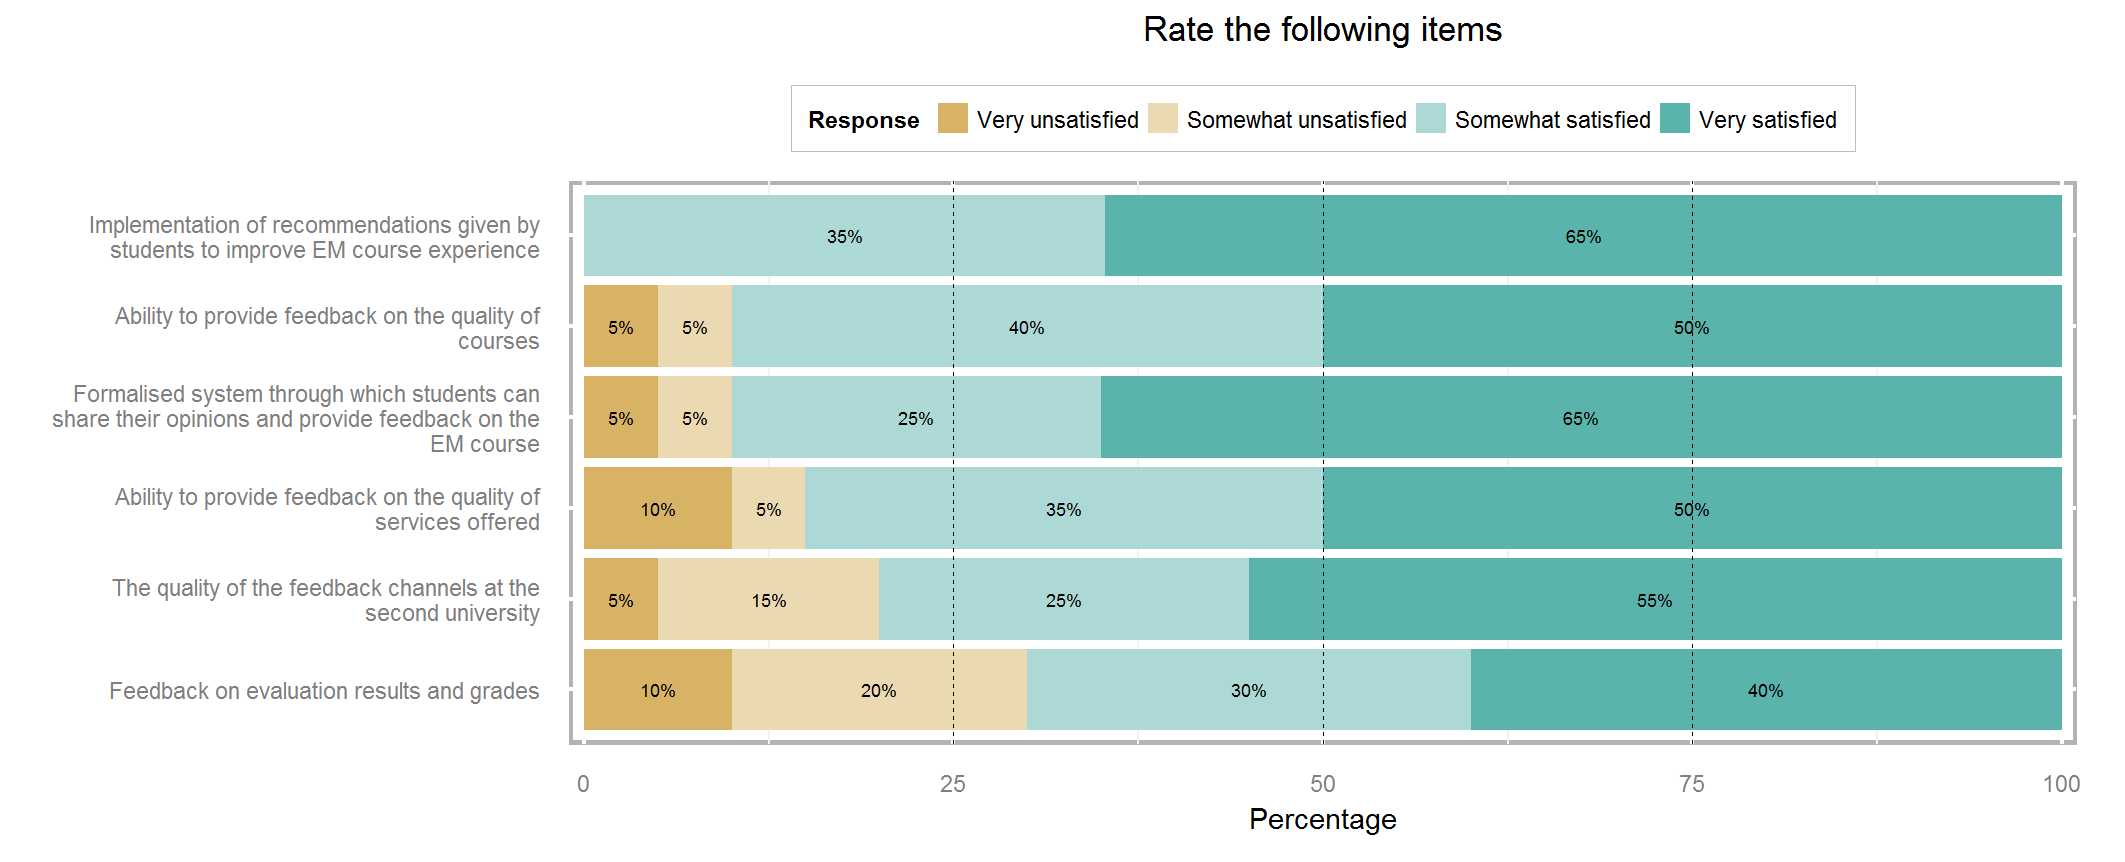 Rate the following items
Response Very unsatisfied Somewhat unsatisfied Somewhat satisfied Very satisfied
Implementation of recommendations given by
students to improve EM course experience
35% 65%
Ability to provide feedback on the quality of
courses
5% 5% 40% 50%
Formalised system through which students can
share their opinions and provide feedback on the
EM course
5% 5% 25% 65%
Ability to provide feedback on the quality of
services offered
10% 5% 35% 50%
The quality of the feedback channels at the
second university
5% 15% 25% 55%
Feedback on evaluation results and grades
10% 20% 30% 40%
0 25 50 75 100
Percentage